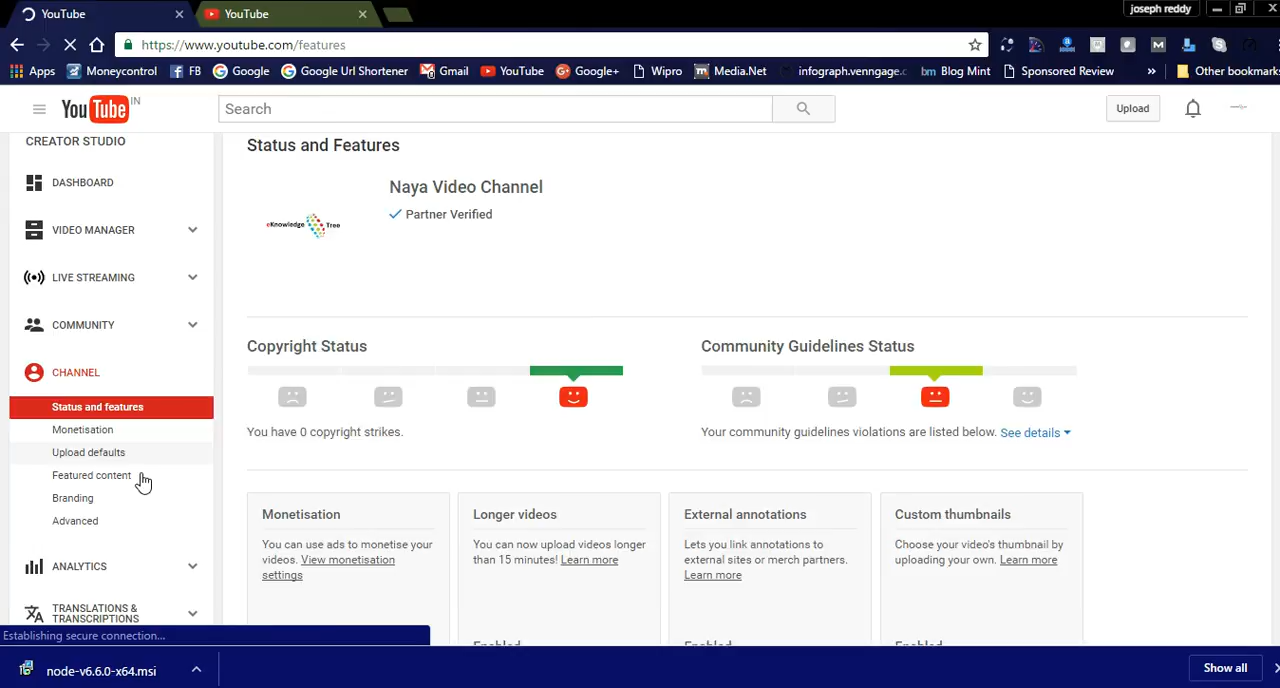 YouTube
YouTube
joseph reddy
https://www.youtube.com/features
Apps
Moneycontrol
FB
Google
Google Url Shortener
Gmail
YouTube
Google+
Wipro
Media.Net
infograph.venngage.c
bm Blog Mint
Sponsored Review
»
Other bookmarks
YouTube IN
Search
Upload
CREATOR STUDIO
DASHBOARD
VIDEO MANAGER
LIVE STREAMING
COMMUNITY
CHANNEL
Status and features
Monetisation
Upload defaults
Featured content
Branding
Advanced
ANALYTICS
TRANSLATIONS &
TRANSCRIPTIONS
Status and Features
eKnowledge Tree
Naya Video Channel
Partner Verified
Copyright Status
You have 0 copyright strikes.
Community Guidelines Status
Your community guidelines violations are listed below. See details
Monetisation
You can use ads to monetise your
videos. View monetisation
settings
Longer videos
You can now upload videos longer
than 15 minutes! Learn more
Enabled
External annotations
Lets you link annotations to
external sites or merch partners.
Learn more
Enabled
Custom thumbnails
Choose your video's thumbnail by
uploading your own. Learn more
Enabled
Establishing secure connection...
node-v6.6.0-x64.msi
Show all